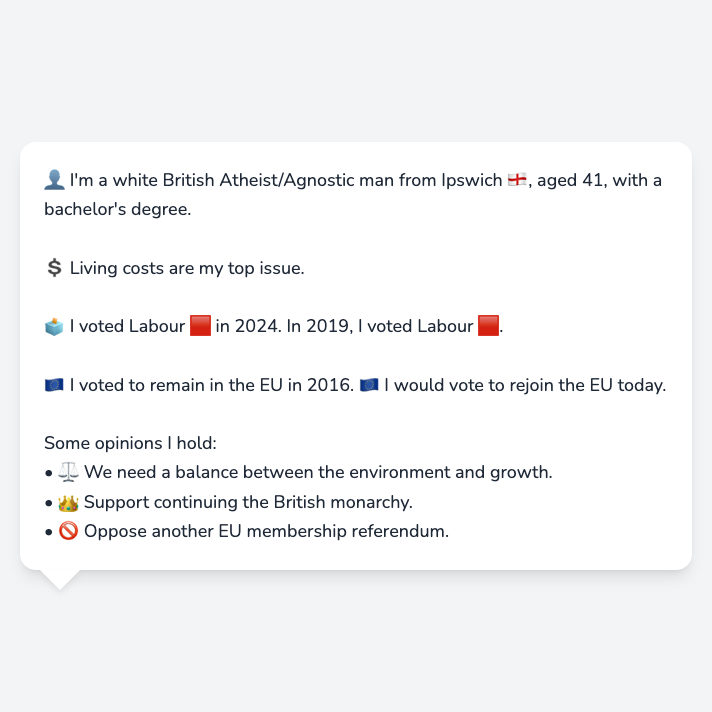 👤 I'm a white British Atheist/Agnostic man from Ipswich 🏴󠁧󠁢󠁥󠁮󠁧󠁿, aged 41, with a
bachelor's degree.
💲 Living costs are my top issue.
🗳️ I voted Labour 🟥 in 2024. In 2019, I voted Labour 🟥.
🇪🇺 I voted to remain in the EU in 2016. 🇪🇺 I would vote to rejoin the EU today.
Some opinions I hold:
• ⚖️ We need a balance between the environment and growth.
• 👑 Support continuing the British monarchy.
• 🚫 Oppose another EU membership referendum.